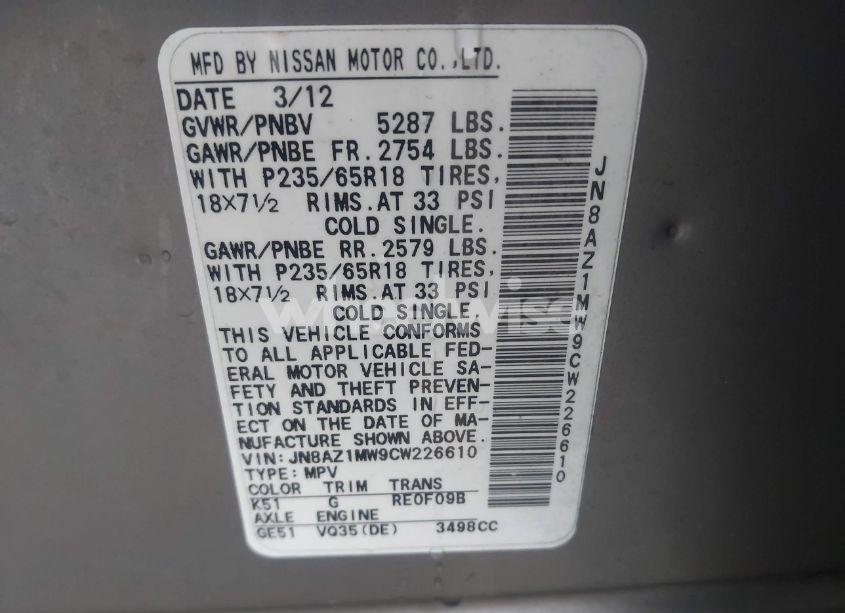 MFD BY NISSAN MOTOR CO.,LTD.
DATE 3/12
GVWR/PNBV 5287 LBS.
GAWR/PNBE FR. 2754 LBS.
WITH P235/65R18 TIRES,
18×7½ RIMS.AT 33 PSI
COLD SINGLE.
GAWR/PNBE RR. 2579 LBS.
WITH P235/65R18 TIRES,
18×7½ RIMS.AT 33 PSI
COLD SINGLE.
THIS VEHICLE CONFORMS
TO ALL APPLICABLE FED-
ERAL MOTOR VEHICLE SA-
FETY AND THEFT PREVEN-
TION STANDARDS IN EFF-
ECT ON THE DATE OF MA-
NUFACTURE SHOWN ABOVE.
VIN: JN8AZ1MW9CW226610
TYPE: MPV
COLOR TRIM TRANS
K51 G RE0F09B
AXLE ENGINE
GE51 VQ35(DE) 3498CC
JN8AZ1MW9CW226610